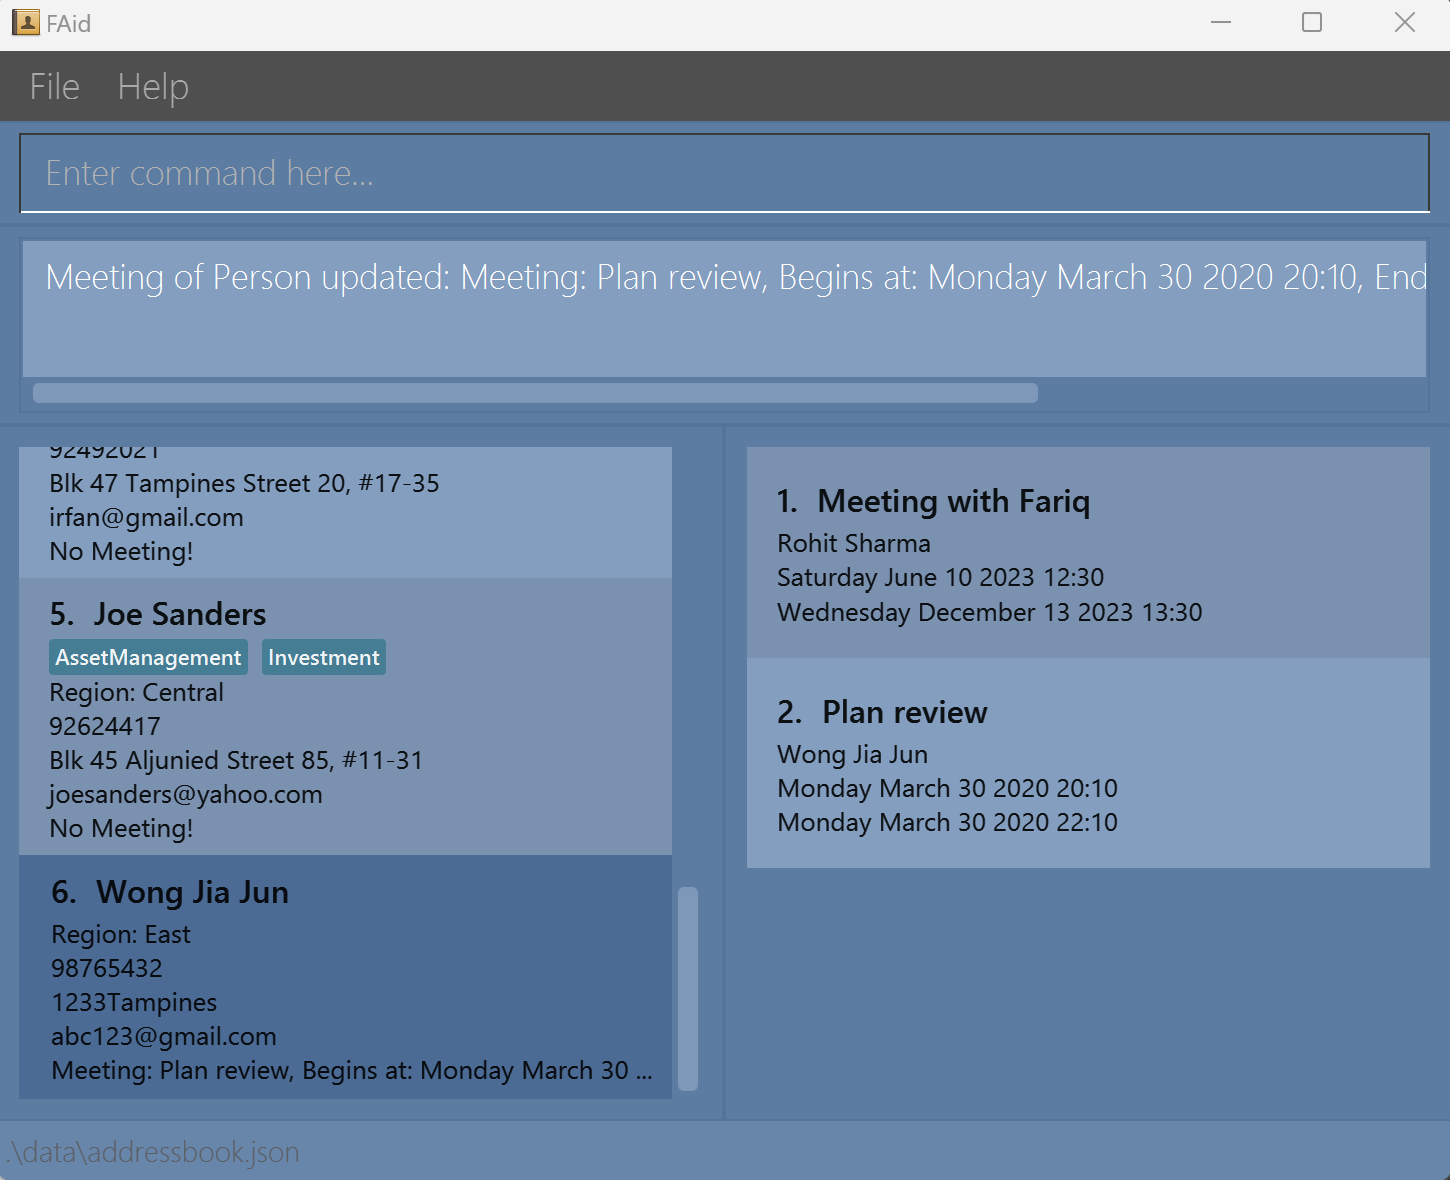 FAid
File Help
Enter command here...
Meeting of Person updated: Meeting: Plan review, Begins at: Monday March 30 2020 20:10, End
92492021
Blk 47 Tampines Street 20, #17-35
irfan@gmail.com
No Meeting!
5. Joe Sanders
AssetManagement Investment
Region: Central
92624417
Blk 45 Aljunied Street 85, #11-31
joesanders@yahoo.com
No Meeting!
6. Wong Jia Jun
Region: East
98765432
1233Tampines
abc123@gmail.com
Meeting: Plan review, Begins at: Monday March 30 ...
1. Meeting with Fariq
Rohit Sharma
Saturday June 10 2023 12:30
Wednesday December 13 2023 13:30
2. Plan review
Wong Jia Jun
Monday March 30 2020 20:10
Monday March 30 2020 22:10
.\data\addressbook.json